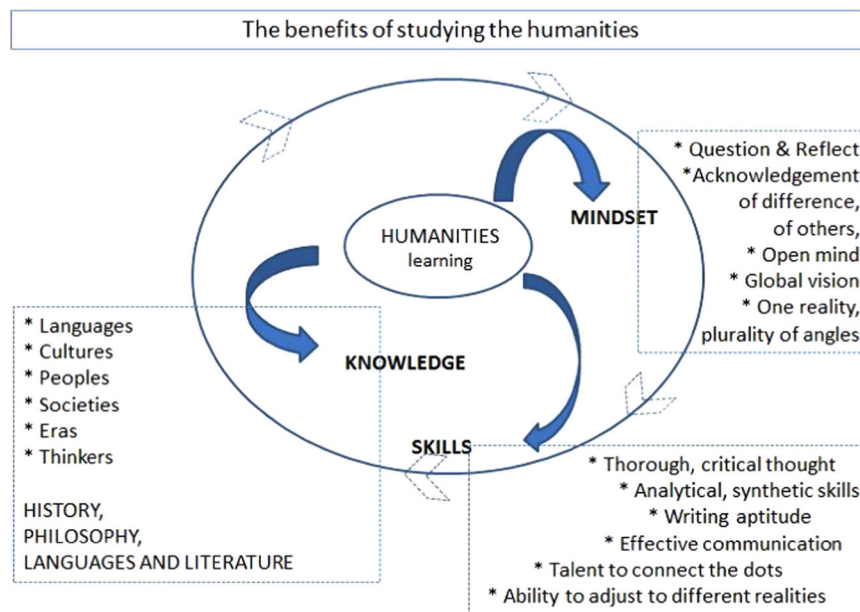 The benefits of studying the humanities
HUMANITIES
learning
MINDSET
* Question & Reflect
*Acknowledgement
of difference,
of others,
* Open mind
* Global vision
* One reality,
plurality of angles
KNOWLEDGE
* Languages
* Cultures
* Peoples
* Societies
* Eras
* Thinkers
HISTORY,
PHILOSOPHY,
LANGUAGES AND LITERATURE
SKILLS
* Thorough, critical thought
* Analytical, synthetic skills
* Writing aptitude
* Effective communication
* Talent to connect the dots
* Ability to adjust to different realities